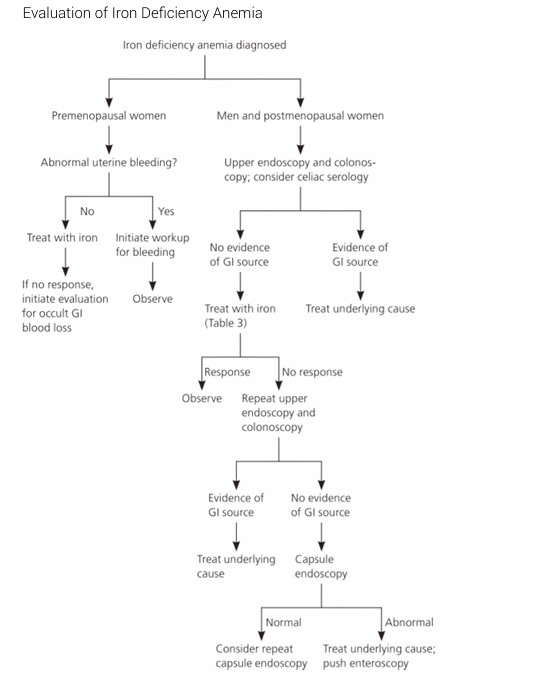 Evaluation of Iron Deficiency Anemia
Iron deficiency anemia diagnosed
Premenopausal women
Men and postmenopausal women
Abnormal uterine bleeding?
Upper endoscopy and colonos-
copy; consider celiac serology
No
Yes
Treat with iron
Initiate workup
for bleeding
No evidence
of GI source
Evidence of
GI source
If no response,
initiate evaluation
for occult GI
blood loss
Observe
Treat with iron
(Table 3)
Treat underlying cause
Response
No response
Observe
Repeat upper
endoscopy and
colonoscopy
Evidence of
GI source
No evidence
of GI source
Treat underlying
cause
Capsule
endoscopy
Normal
Abnormal
Consider repeat
capsule endoscopy
Treat underlying cause;
push enteroscopy